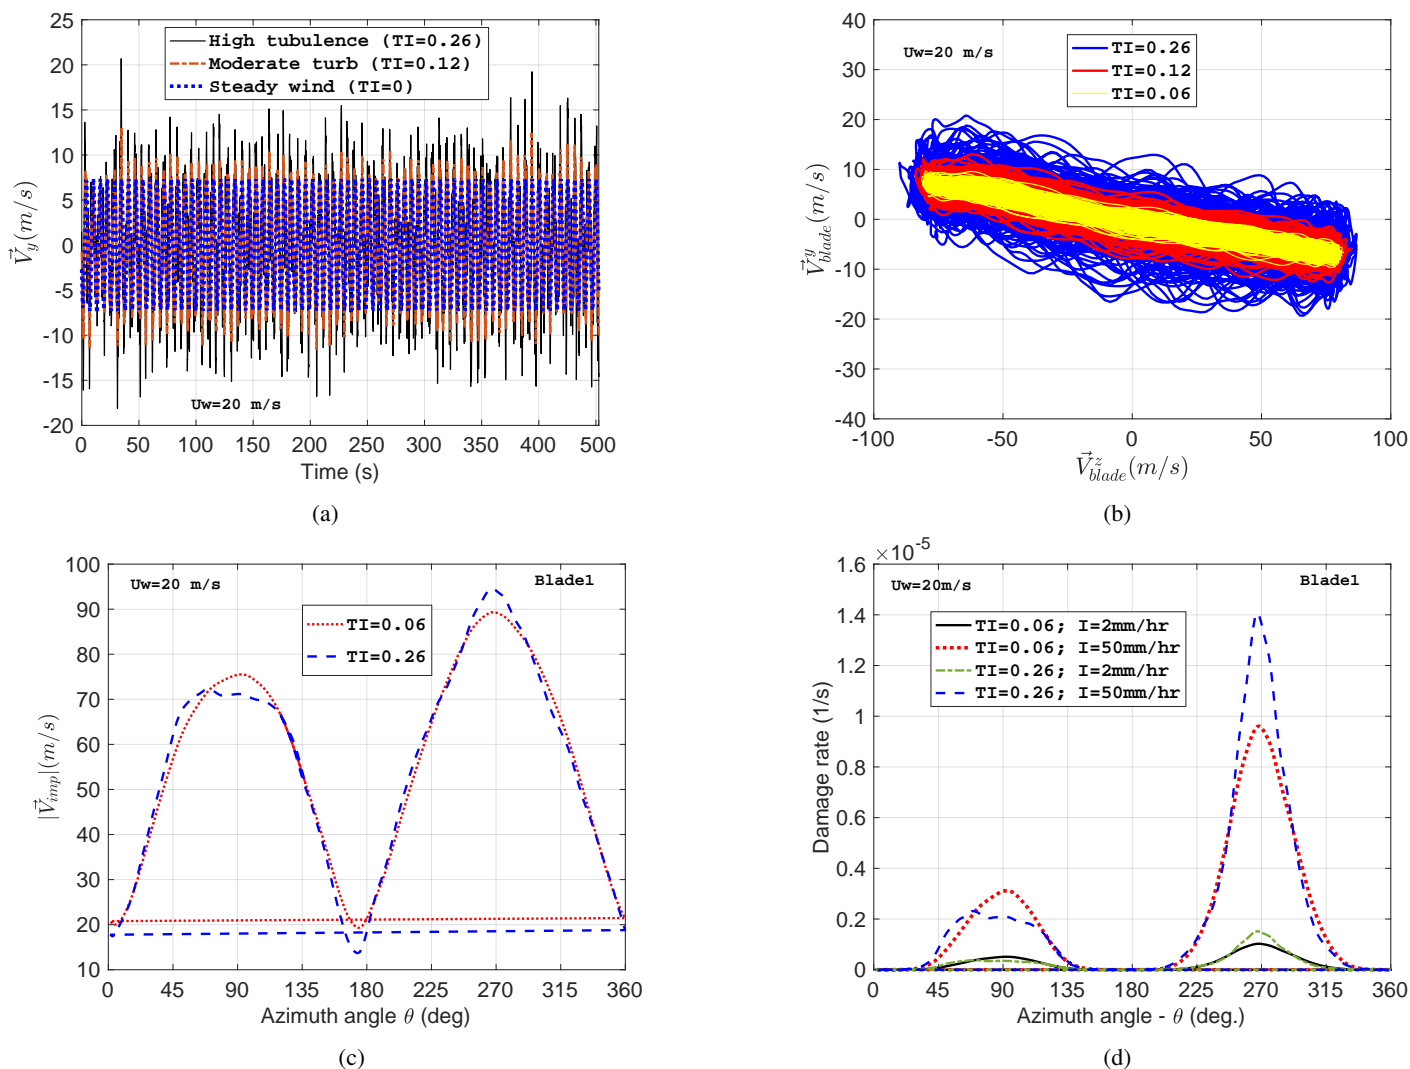 25
20
15
10
5
0
-5
-10
-15
-20
High tubulence (TI=0.26)
Moderate turb (TI=0.12)
Steady wind (TI=0)
Uw=20 m/s
0 50 100 150 200 250 300 350 400 450 500
Time (s)
V⃗_y(m/s)
(a)
40
30
20
10
0
-10
-20
-30
-40
Uw=20 m/s
TI=0.26
TI=0.12
TI=0.06
-100 -50 0 50 100
V⃗^z_blade(m/s)
V⃗^y_blade(m/s)
(b)
100
90
80
70
60
50
40
30
20
10
Uw=20 m/s
Blade1
TI=0.06
TI=0.26
0 45 90 135 180 225 270 315 360
Azimuth angle θ (deg)
|V⃗_imp|(m/s)
(c)
×10^-5
1.6
1.4
1.2
1
0.8
0.6
0.4
0.2
0
Uw=20m/s
Blade1
TI=0.06; I=2mm/hr
TI=0.06; I=50mm/hr
TI=0.26; I=2mm/hr
TI=0.26; I=50mm/hr
0 45 90 135 180 225 270 315 360
Azimuth angle - θ (deg.)
Damage rate (1/s)
(d)